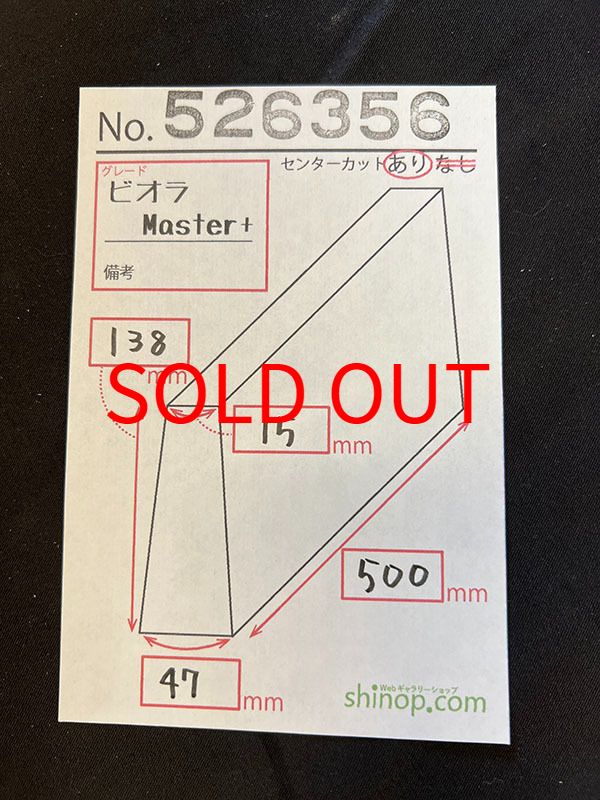 No. 526356
センターカット あり なし
グレード
ビオラ
Master+
備考
138
mm
SOLD OUT
15
mm
500
mm
47
mm
Webギャラリーショップ
shinop.com